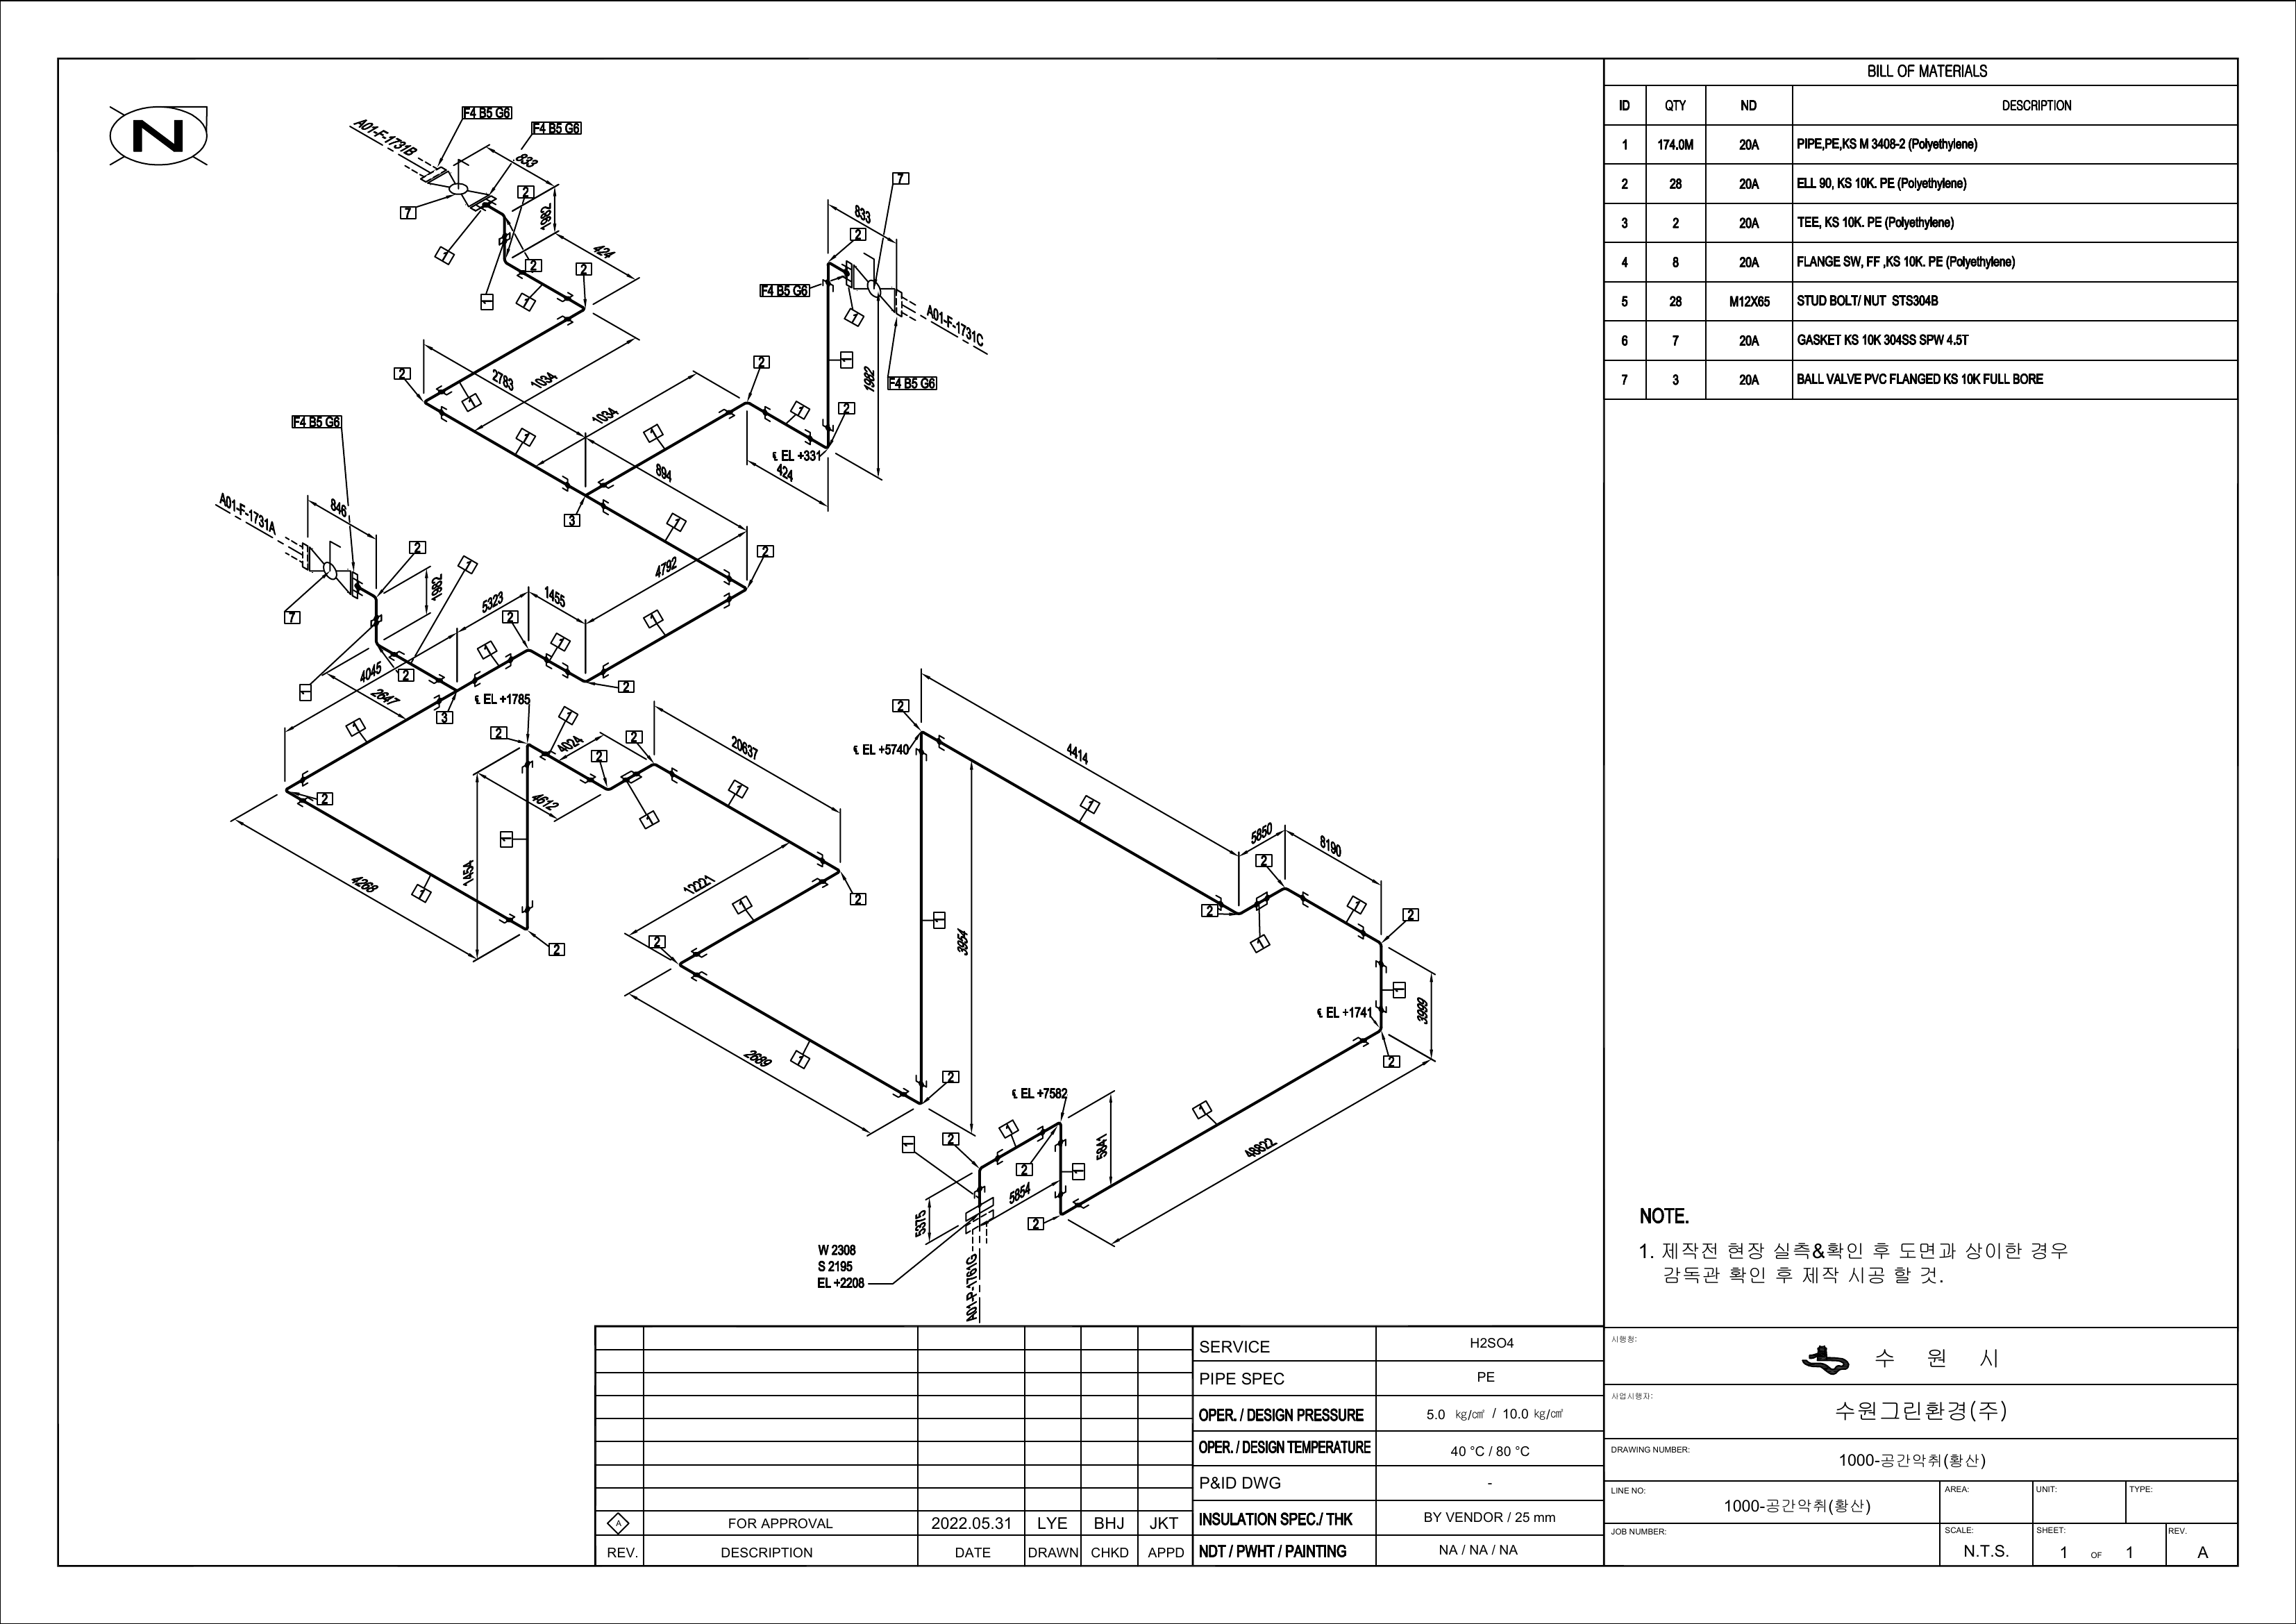 N
F4 B5 G6
F4 B5 G6
A01-F-1731B
833
2
7
1982
1
2
2
424
1
1
7
833
2
F4 B5 G6
1
A01-F-1731C
1
1982
F4 B5 G6
2
2783
1034
2
1
1034
1
2
1
1
℄ EL +331
424
894
3
1
F4 B5 G6
A01-F-1731A
846
2
1
1982
4792
2
7
5323
1455
2
1
1
1
4045
2
2647
1
2
3
℄ EL +1785
1
1
2
4024
2
2
20637
2
℄ EL +5740
4414
1
1
2
4612
1
1
1454
5850
8190
2
4268
1
12221
1
2
1
2
2
2
1
2
1
3954
1
3999
℄ EL +1741
2
2689
1
2
℄ EL +7582
1
2
1
2
5841
1
5854
48822
5375
2
W 2308
S 2195
EL +2208
A01-P-1761C
BILL OF MATERIALS
ID QTY ND DESCRIPTION
1 174.0M 20A PIPE,PE,KS M 3408-2 (Polyethylene)
2 28 20A ELL 90, KS 10K. PE (Polyethylene)
3 2 20A TEE, KS 10K. PE (Polyethylene)
4 8 20A FLANGE SW, FF ,KS 10K. PE (Polyethylene)
5 28 M12X65 STUD BOLT/ NUT STS304B
6 7 20A GASKET KS 10K 304SS SPW 4.5T
7 3 20A BALL VALVE PVC FLANGED KS 10K FULL BORE
NOTE.
1. 제작전 현장 실측&확인 후 도면과 상이한 경우
감독관 확인 후 제작 시공 할 것.
SERVICE H2SO4
PIPE SPEC PE
OPER. / DESIGN PRESSURE 5.0 ㎏/㎠ / 10.0 ㎏/㎠
OPER. / DESIGN TEMPERATURE 40 °C / 80 °C
P&ID DWG -
INSULATION SPEC./ THK BY VENDOR / 25 mm
NDT / PWHT / PAINTING NA / NA / NA
A FOR APPROVAL 2022.05.31 LYE BHJ JKT
REV. DESCRIPTION DATE DRAWN CHKD APPD
시행청:
수 원 시
사업시행자:
수원그린환경(주)
DRAWING NUMBER:
1000-공간악취(황산)
LINE NO:
1000-공간악취(황산)
AREA: UNIT: TYPE:
JOB NUMBER:
SCALE: SHEET: REV.
N.T.S. 1 OF 1 A